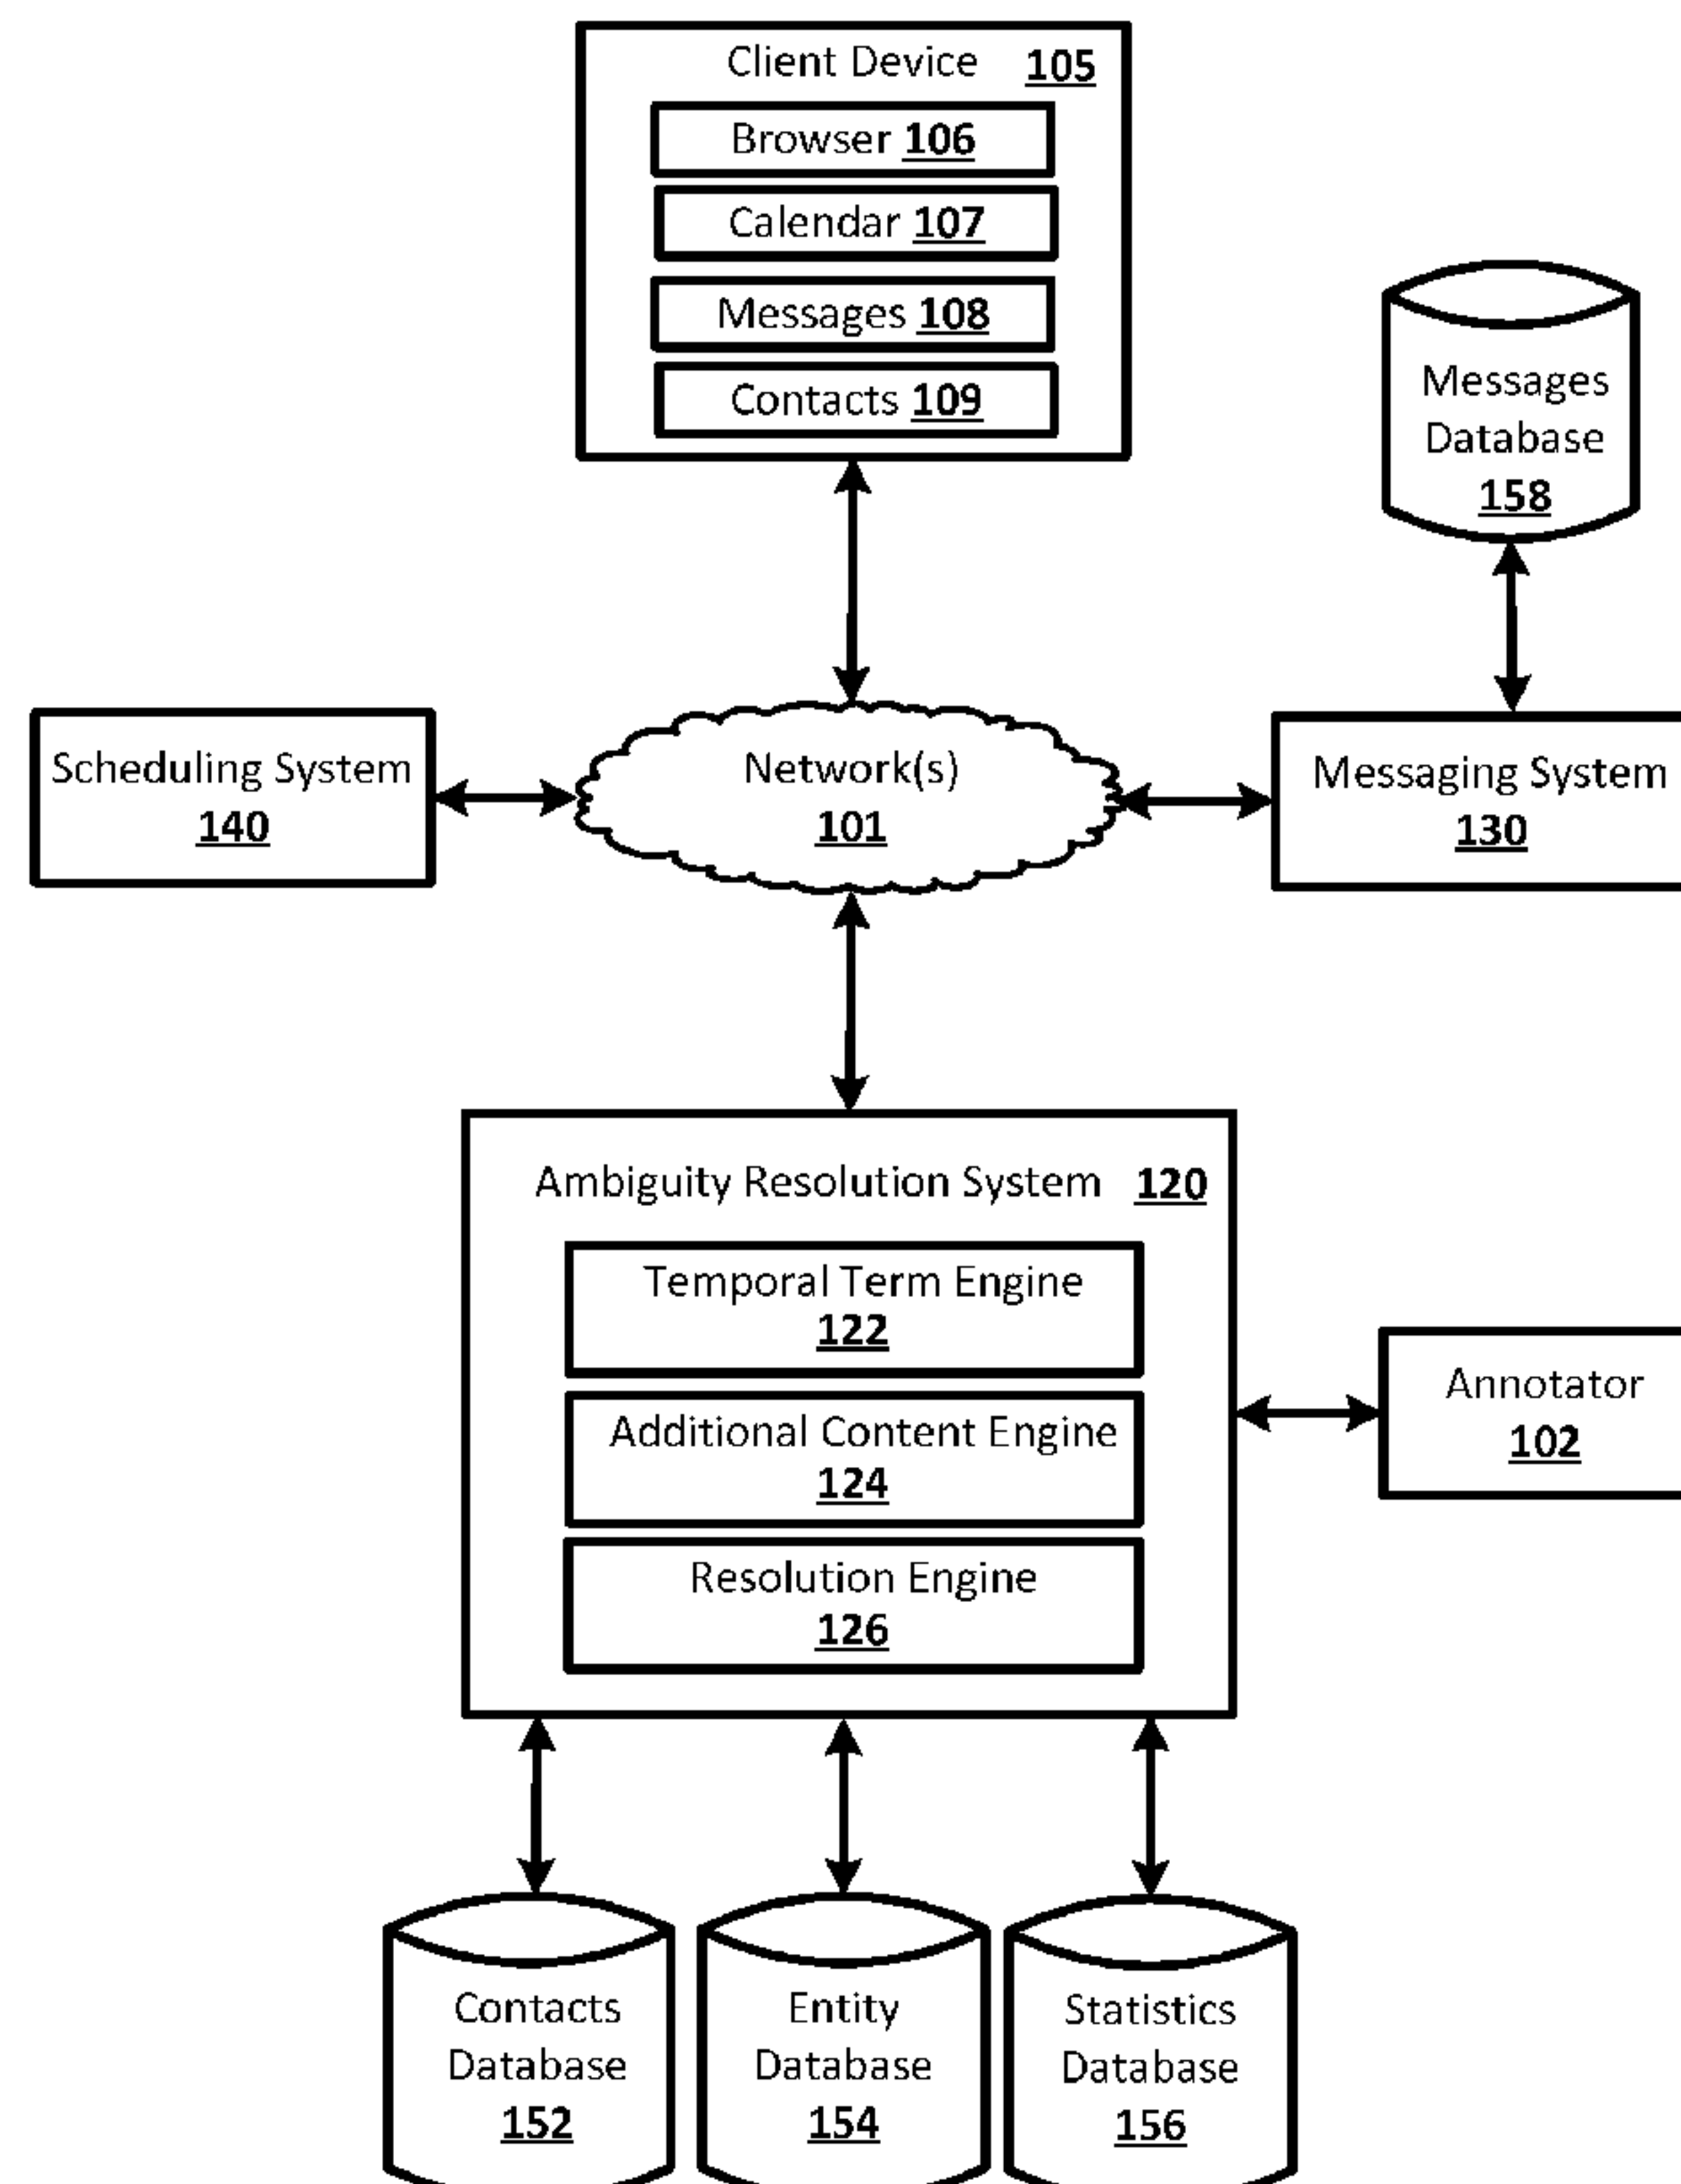 Client Device 105
Browser 106
Calendar 107
Messages 108
Contacts 109
Messages
Database
158
Scheduling System
140
Network(s)
101
Messaging System
130
Ambiguity Resolution System 120
Temporal Term Engine
122
Additional Content Engine
124
Resolution Engine
126
Annotator
102
Contacts
Database
152
Entity
Database
154
Statistics
Database
156